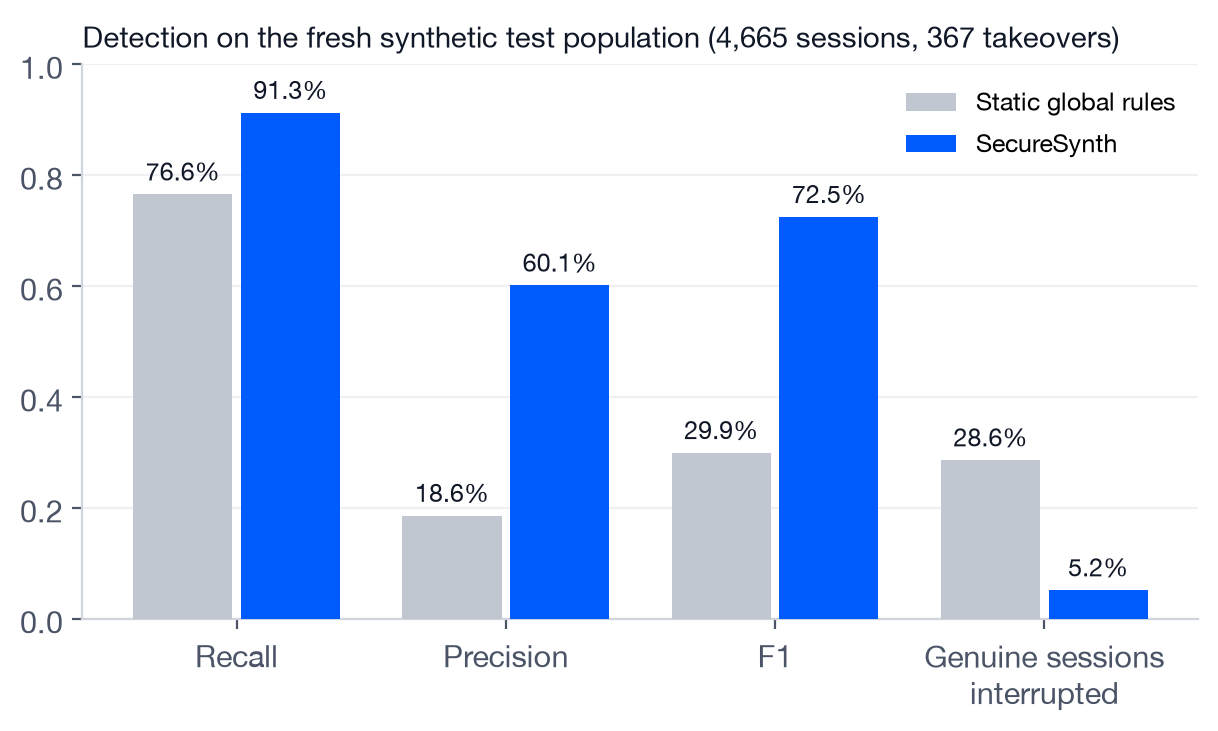 Detection on the fresh synthetic test population (4,665 sessions, 367 takeovers)
1.0
0.8
0.6
0.4
0.2
0.0
Static global rules
SecureSynth
76.6%
91.3%
18.6%
60.1%
29.9%
72.5%
28.6%
5.2%
Recall
Precision
F1
Genuine sessions
interrupted